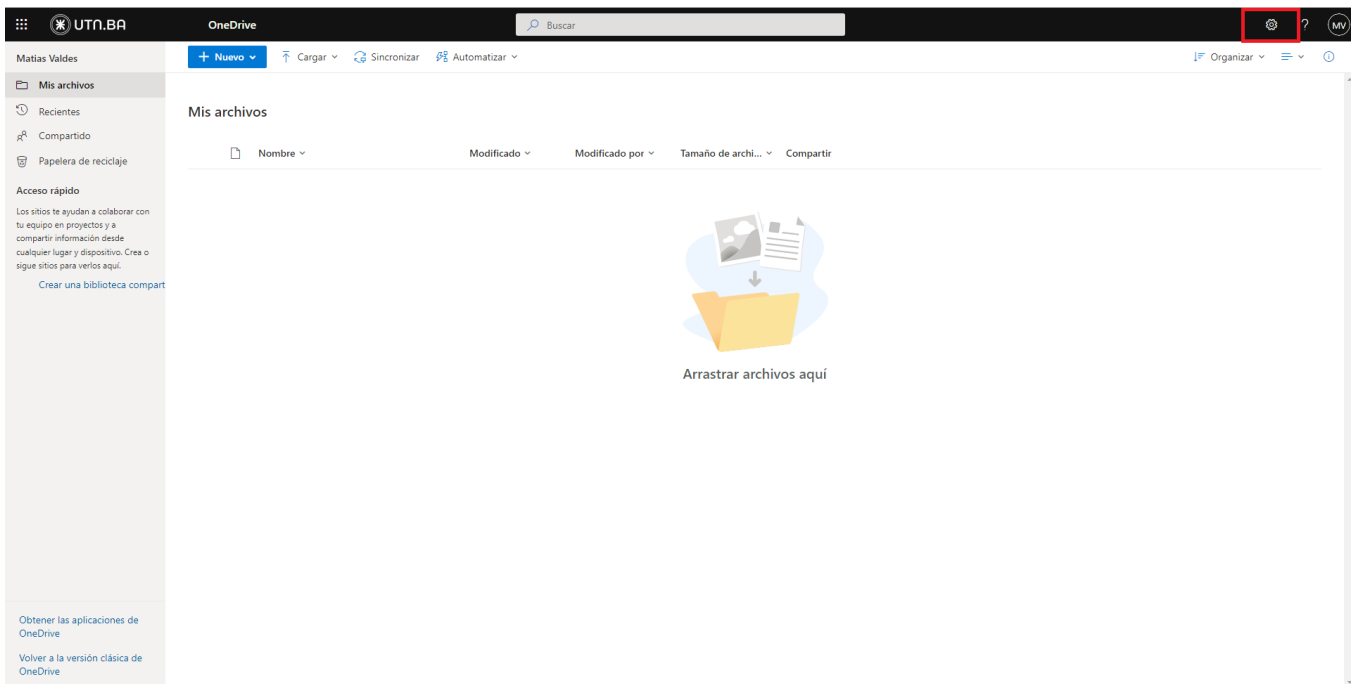 UTN.BA
OneDrive
Buscar
?
MV
Matias Valdes
+ Nuevo
Cargar
Sincronizar
Automatizar
Organizar
Mis archivos
Recientes
Compartido
Papelera de reciclaje
Acceso rápido
Los sitios te ayudan a colaborar con
tu equipo en proyectos y a
compartir información desde
cualquier lugar y dispositivo. Crea o
sigue sitios para verlos aquí.
Crear una biblioteca compart
Mis archivos
Nombre
Modificado
Modificado por
Tamaño de archi...
Compartir
Arrastrar archivos aquí
Obtener las aplicaciones de
OneDrive
Volver a la versión clásica de
OneDrive